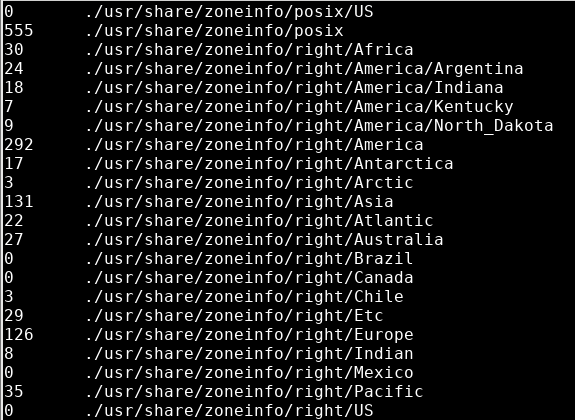 0 ./usr/share/zoneinfo/posix/US
555 ./usr/share/zoneinfo/posix
30 ./usr/share/zoneinfo/right/Africa
24 ./usr/share/zoneinfo/right/America/Argentina
18 ./usr/share/zoneinfo/right/America/Indiana
7 ./usr/share/zoneinfo/right/America/Kentucky
9 ./usr/share/zoneinfo/right/America/North_Dakota
292 ./usr/share/zoneinfo/right/America
17 ./usr/share/zoneinfo/right/Antarctica
3 ./usr/share/zoneinfo/right/Arctic
131 ./usr/share/zoneinfo/right/Asia
22 ./usr/share/zoneinfo/right/Atlantic
27 ./usr/share/zoneinfo/right/Australia
0 ./usr/share/zoneinfo/right/Brazil
0 ./usr/share/zoneinfo/right/Canada
3 ./usr/share/zoneinfo/right/Chile
29 ./usr/share/zoneinfo/right/Etc
126 ./usr/share/zoneinfo/right/Europe
8 ./usr/share/zoneinfo/right/Indian
0 ./usr/share/zoneinfo/right/Mexico
35 ./usr/share/zoneinfo/right/Pacific
0 ./usr/share/zoneinfo/right/US